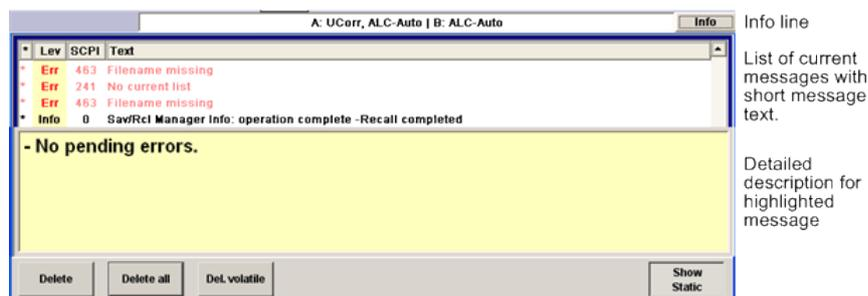 A: UCorr, ALC-Auto | B: ALC-Auto
Info
Info line
* Lev SCPI Text
* Err 463 Filename missing
* Err 241 No current list
* Err 463 Filename missing
* Info 0 Sav/Rcl Manager Info: operation complete -Recall completed
List of current
messages with
short message
text.
- No pending errors.
Detailed
description for
highlighted
message
Delete
Delete all
Del. volatile
Show
Static